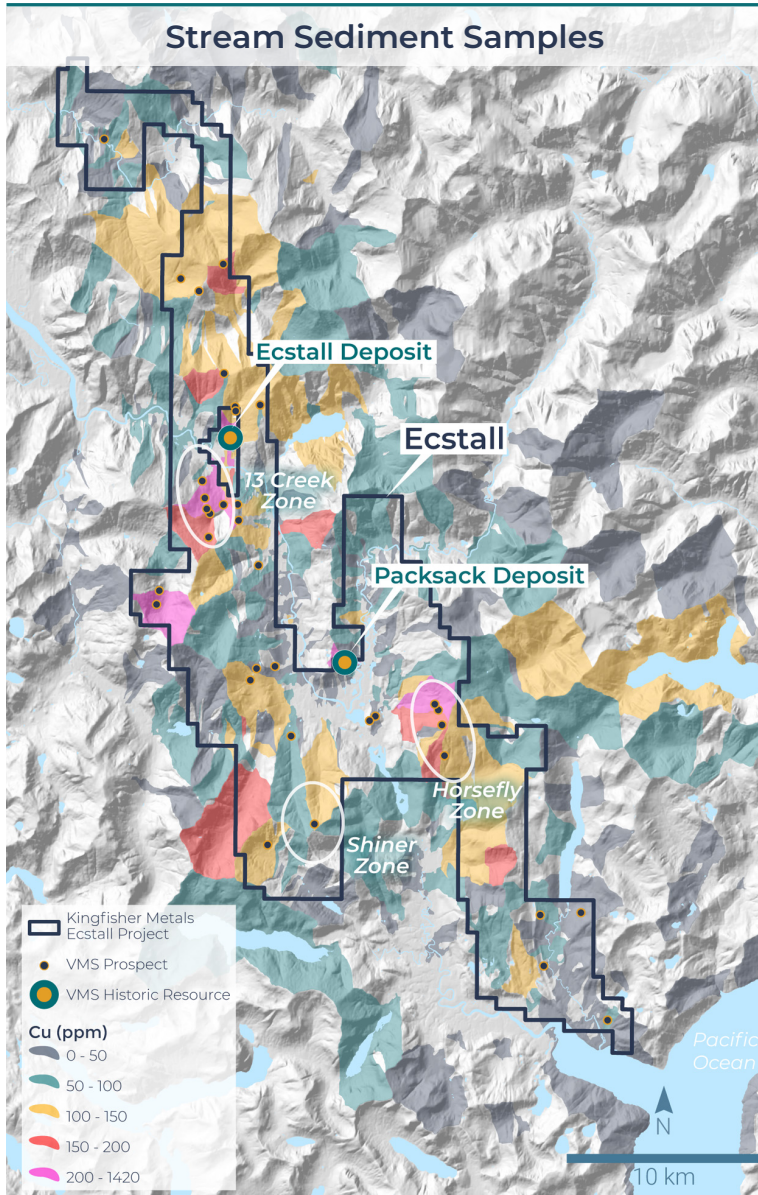 Stream Sediment Samples
Ecstall Deposit
Ecstall
13 Creek
Zone
Packsack Deposit
Horsefly
Zone
Shiner
Zone
Kingfisher Metals
Ecstall Project
VMS Prospect
VMS Historic Resource
Cu (ppm)
0 - 50
50 - 100
100 - 150
150 - 200
200 - 1420
Pacific
Ocean
N
10 km